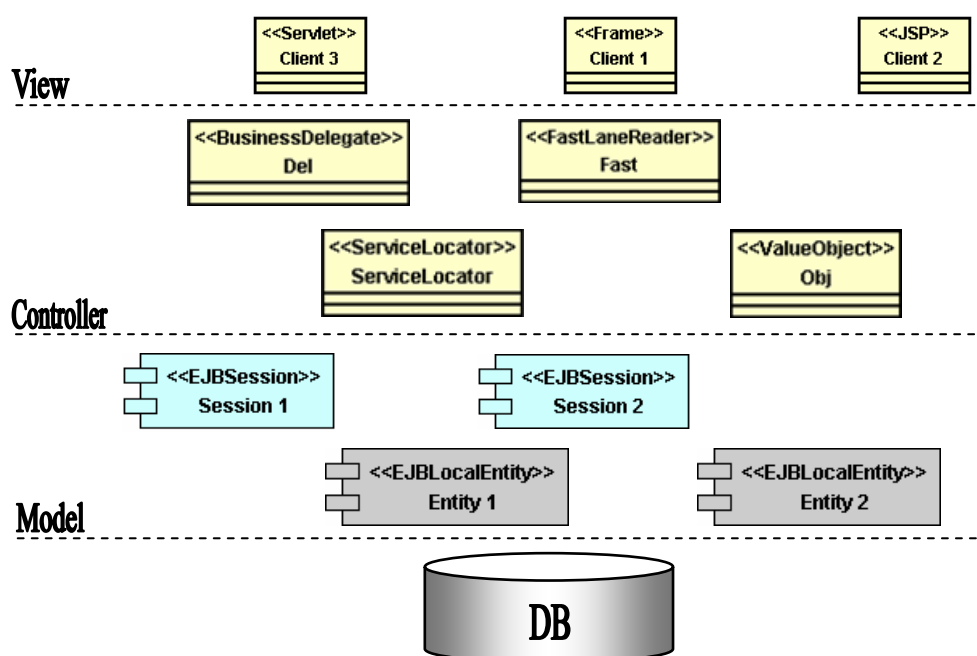 <<Servlet>>
Client 3
<<Frame>>
Client 1
<<JSP>>
Client 2
View
<<BusinessDelegate>>
Del
<<FastLaneReader>>
Fast
<<ServiceLocator>>
ServiceLocator
<<ValueObject>>
Obj
Controller
<<EJBSession>>
Session 1
<<EJBSession>>
Session 2
<<EJBLocalEntity>>
Entity 1
<<EJBLocalEntity>>
Entity 2
Model
DB